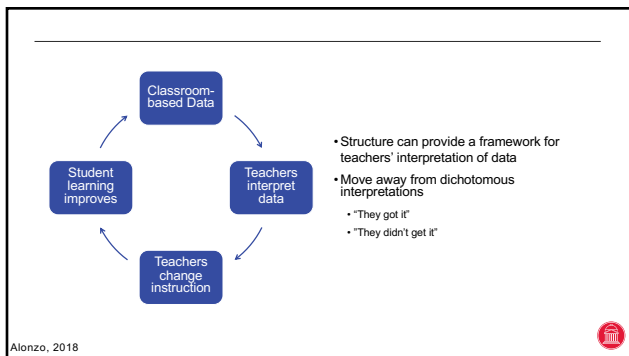 Classroom-
based Data
Student
learning
improves
Teachers
interpret
data
Teachers
change
instruction
• Structure can provide a framework for
teachers’ interpretation of data
• Move away from dichotomous
interpretations
• “They got it”
• ”They didn’t get it”
Alonzo, 2018